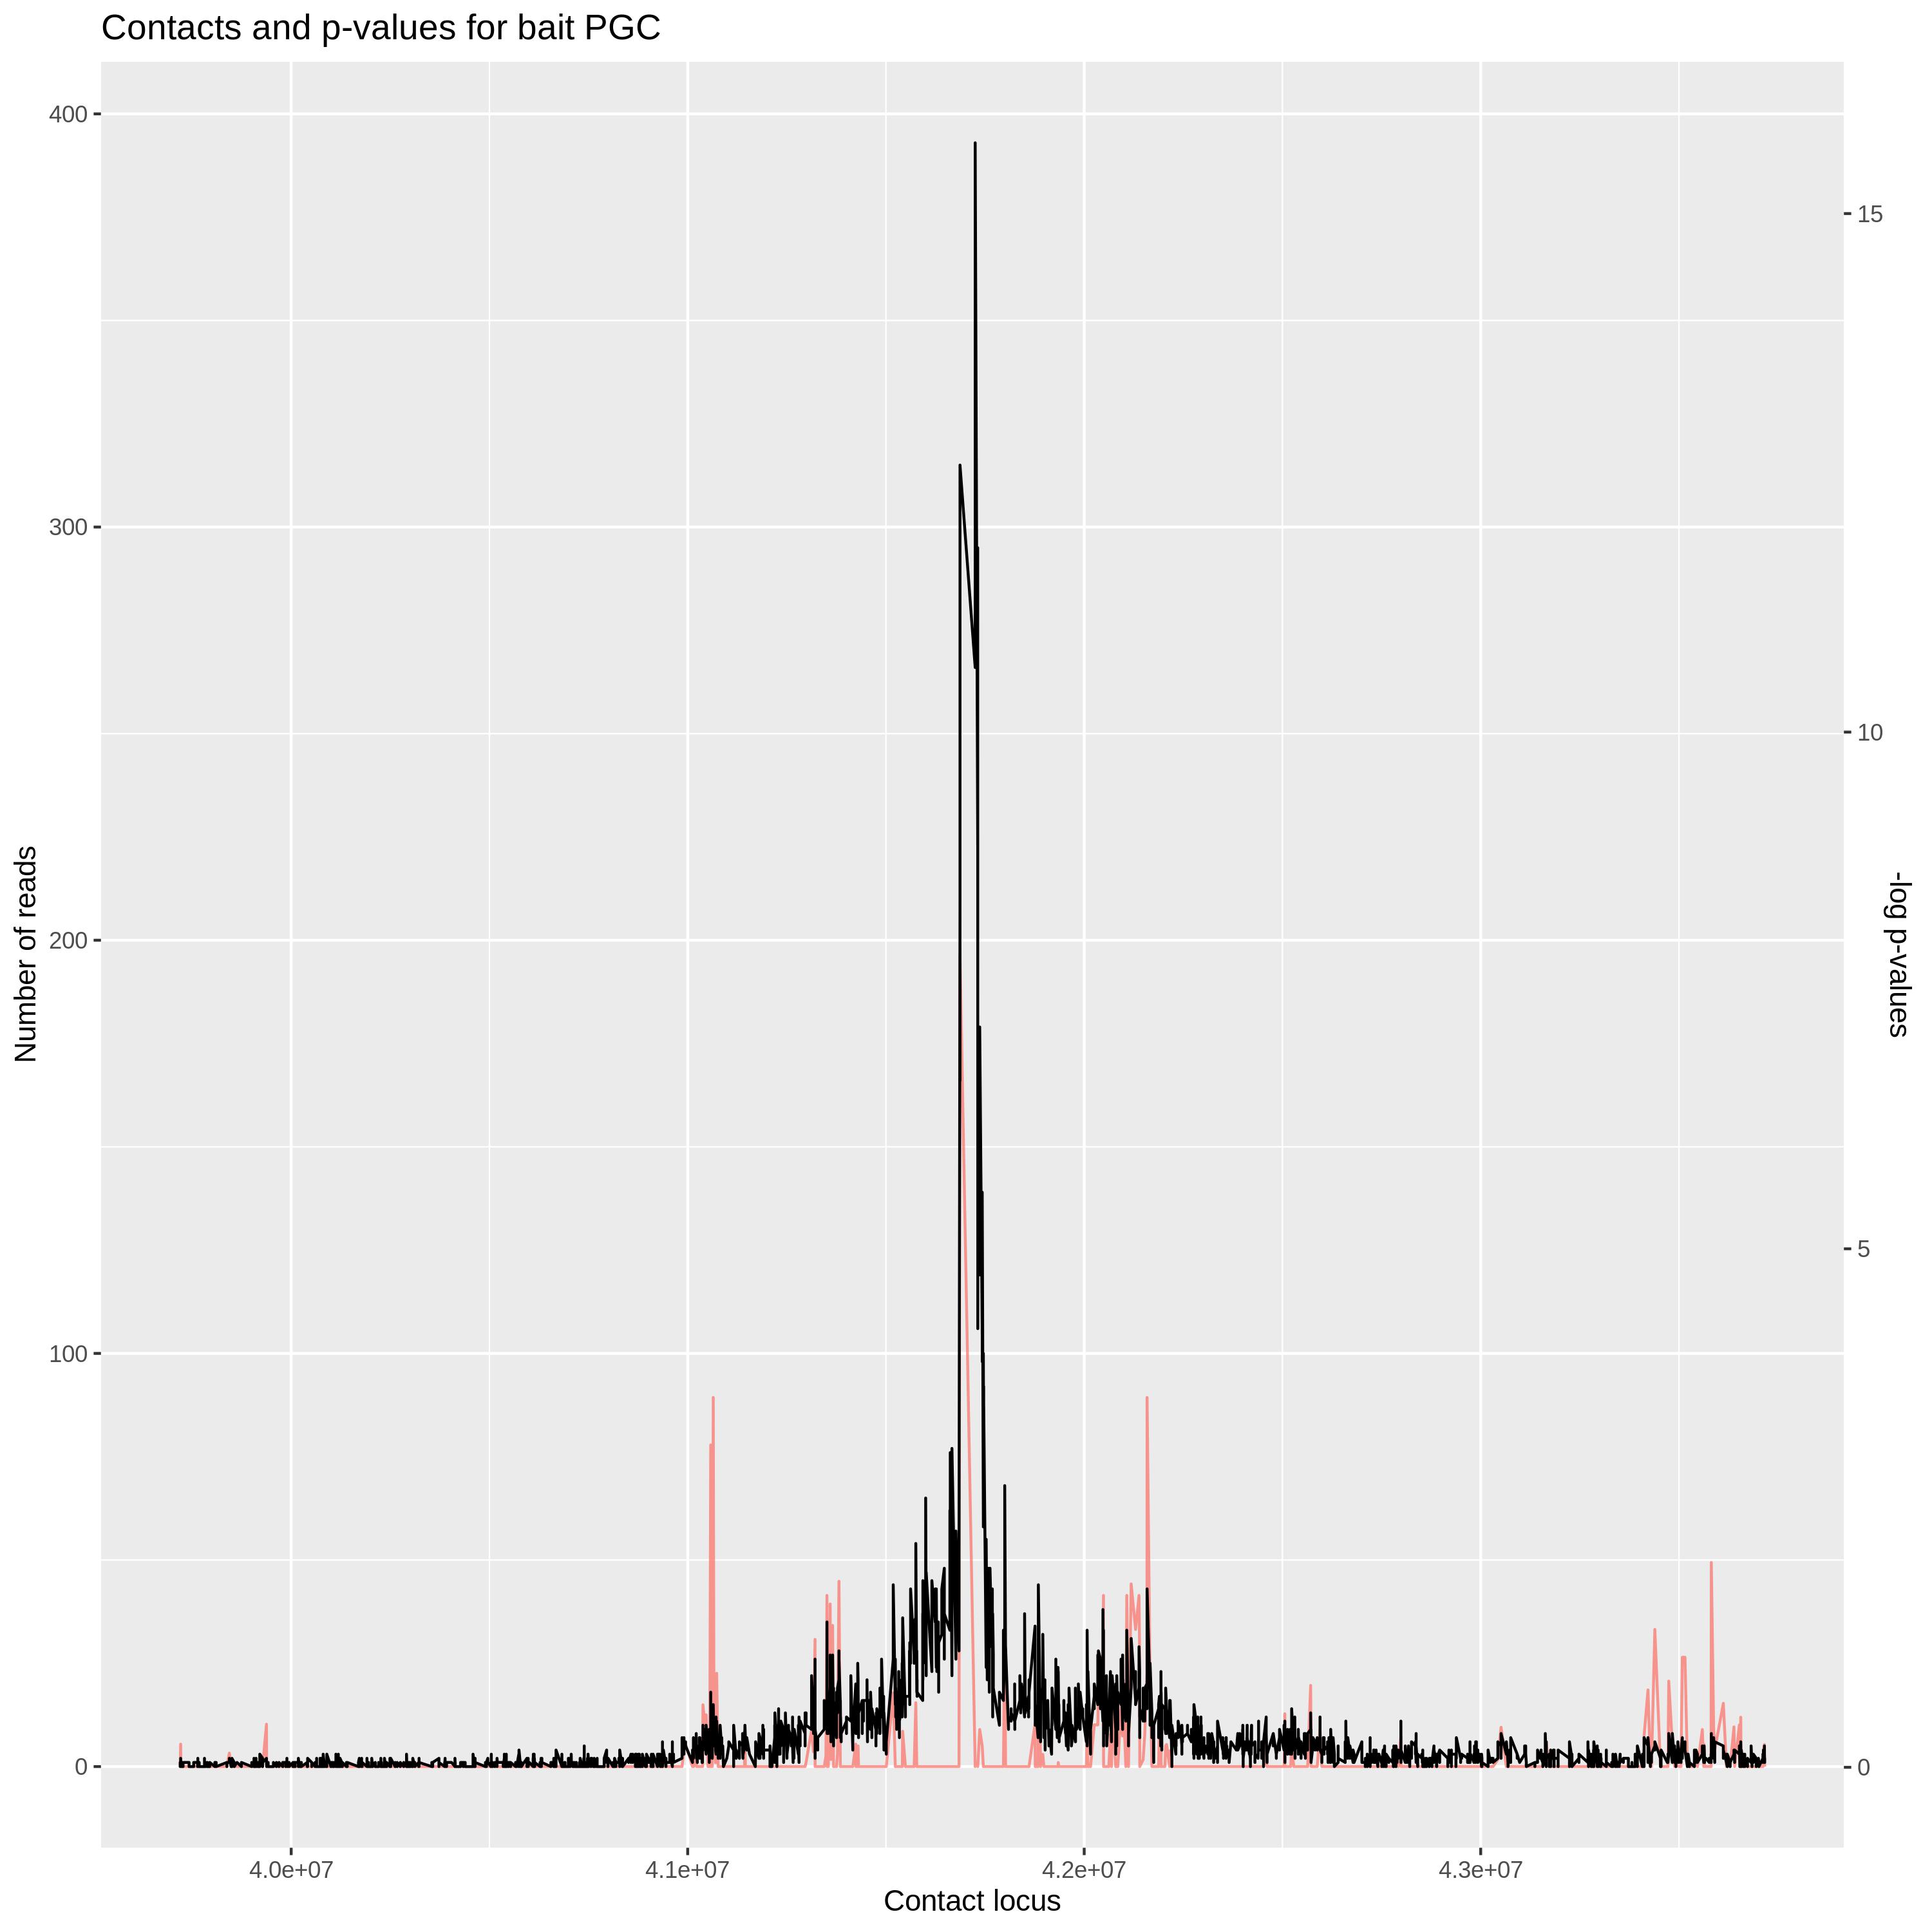 Contacts and p-values for bait PGC
400
300
200
100
0
Number of reads
15
10
5
0
-log p-values
4.0e+07
4.1e+07
4.2e+07
4.3e+07
Contact locus